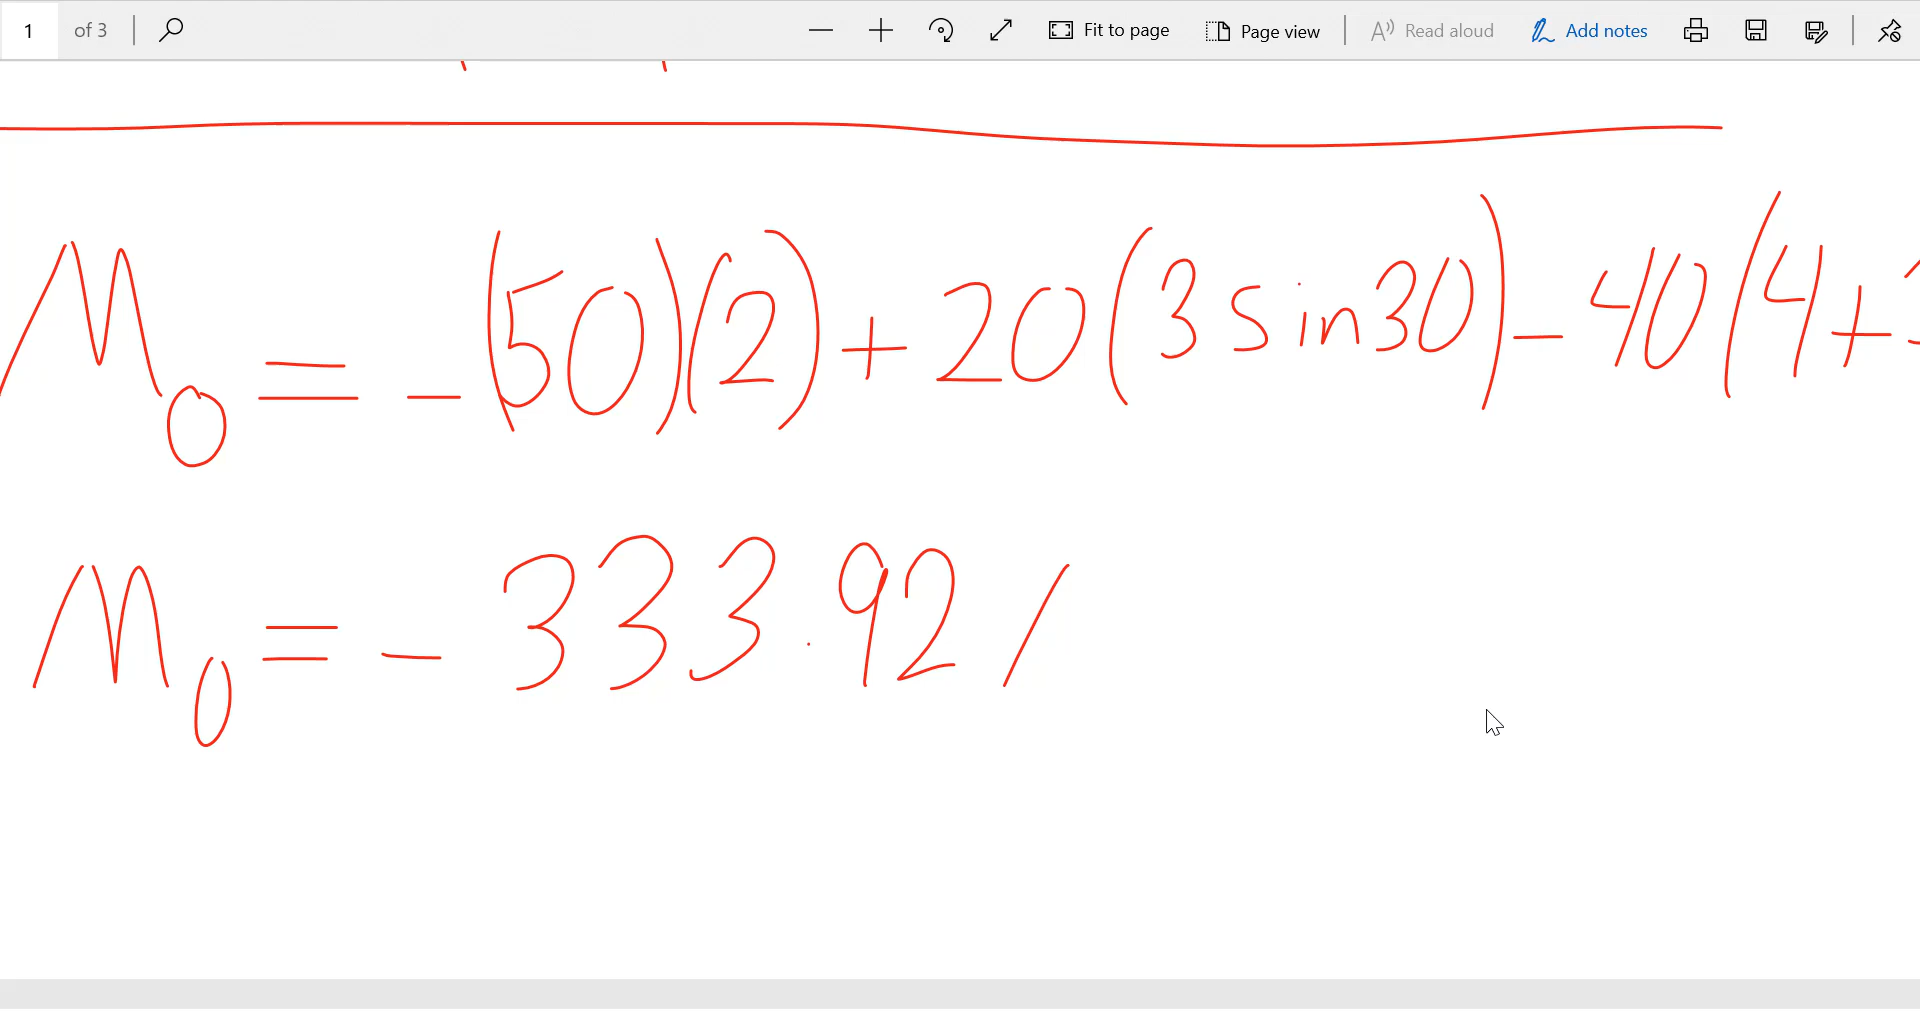 1 of 3 Fit to page Page view Read aloud Add notes
M₀ = -(50)(2) + 20(3 sin30) - 40(4+
M₀ = -333.92 /